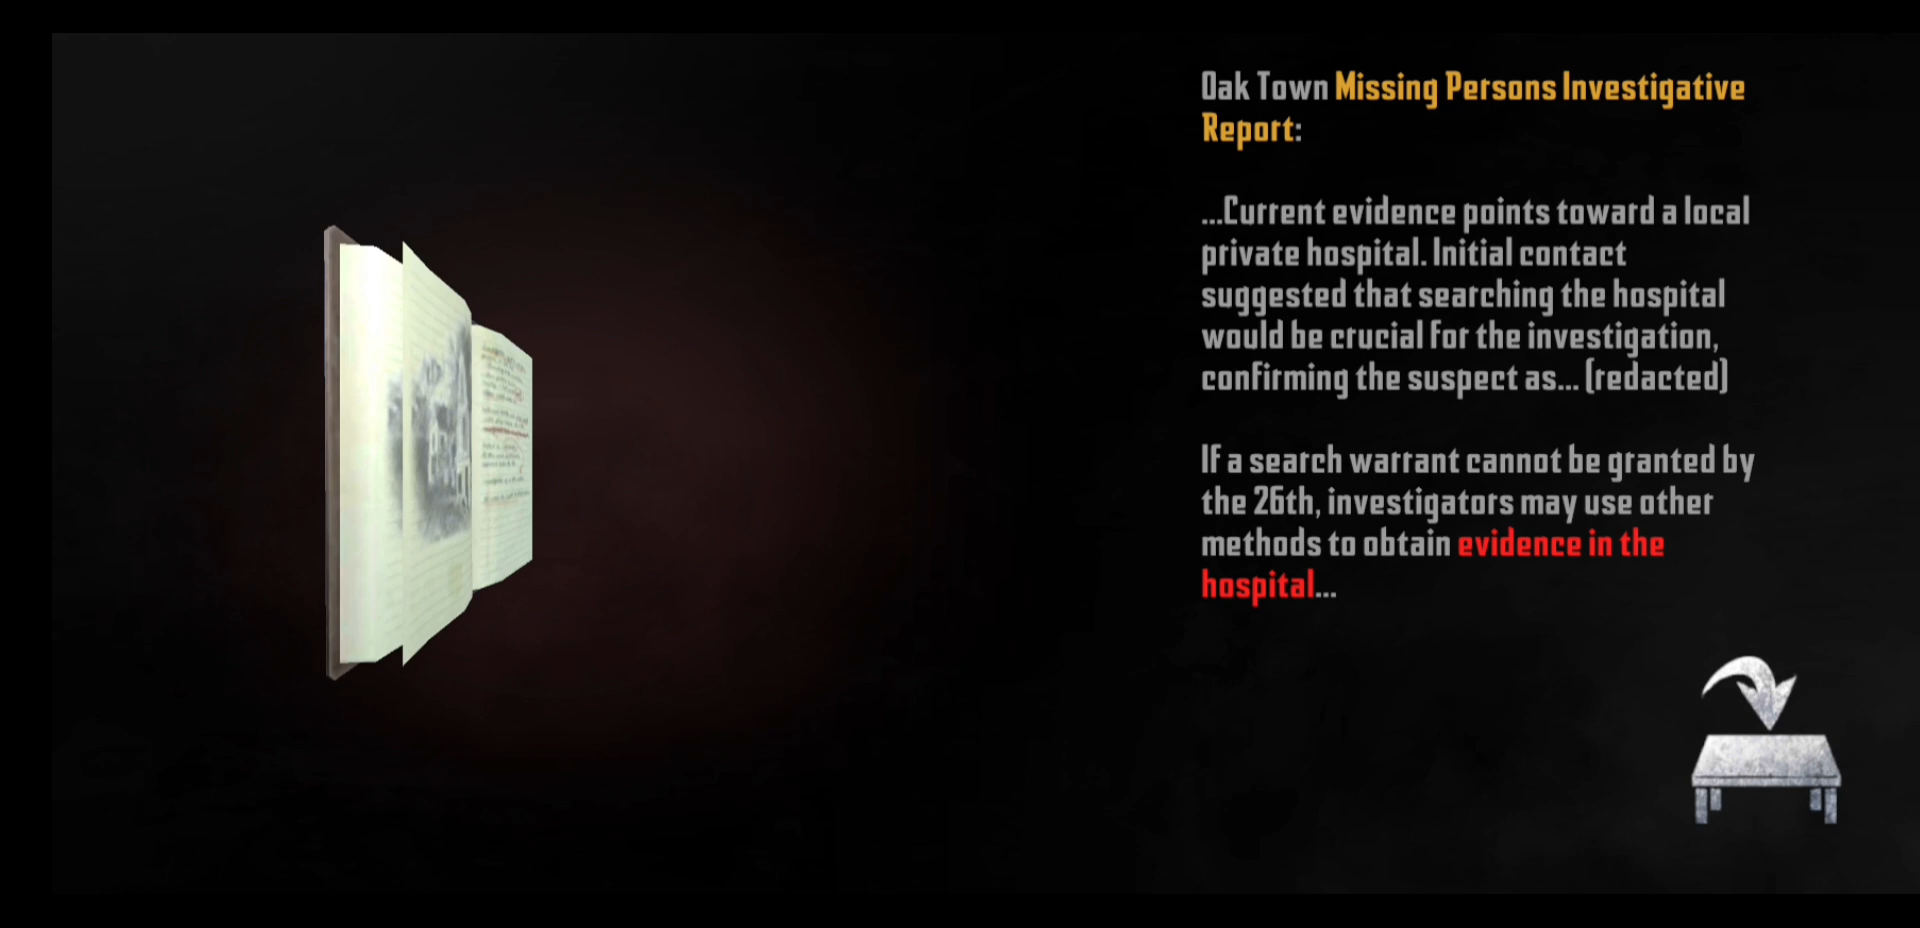 Oak Town Missing Persons Investigative
Report:
...Current evidence points toward a local
private hospital. Initial contact
suggested that searching the hospital
would be crucial for the investigation,
confirming the suspect as... (redacted)
If a search warrant cannot be granted by
the 26th, investigators may use other
methods to obtain evidence in the
hospital...